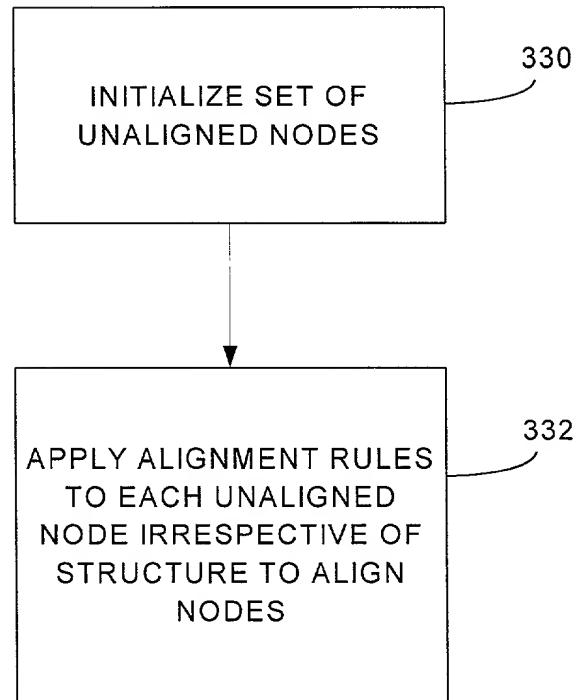 330
INITIALIZE SET OF
UNALIGNED NODES
332
APPLY ALIGNMENT RULES
TO EACH UNALIGNED
NODE IRRESPECTIVE OF
STRUCTURE TO ALIGN
NODES